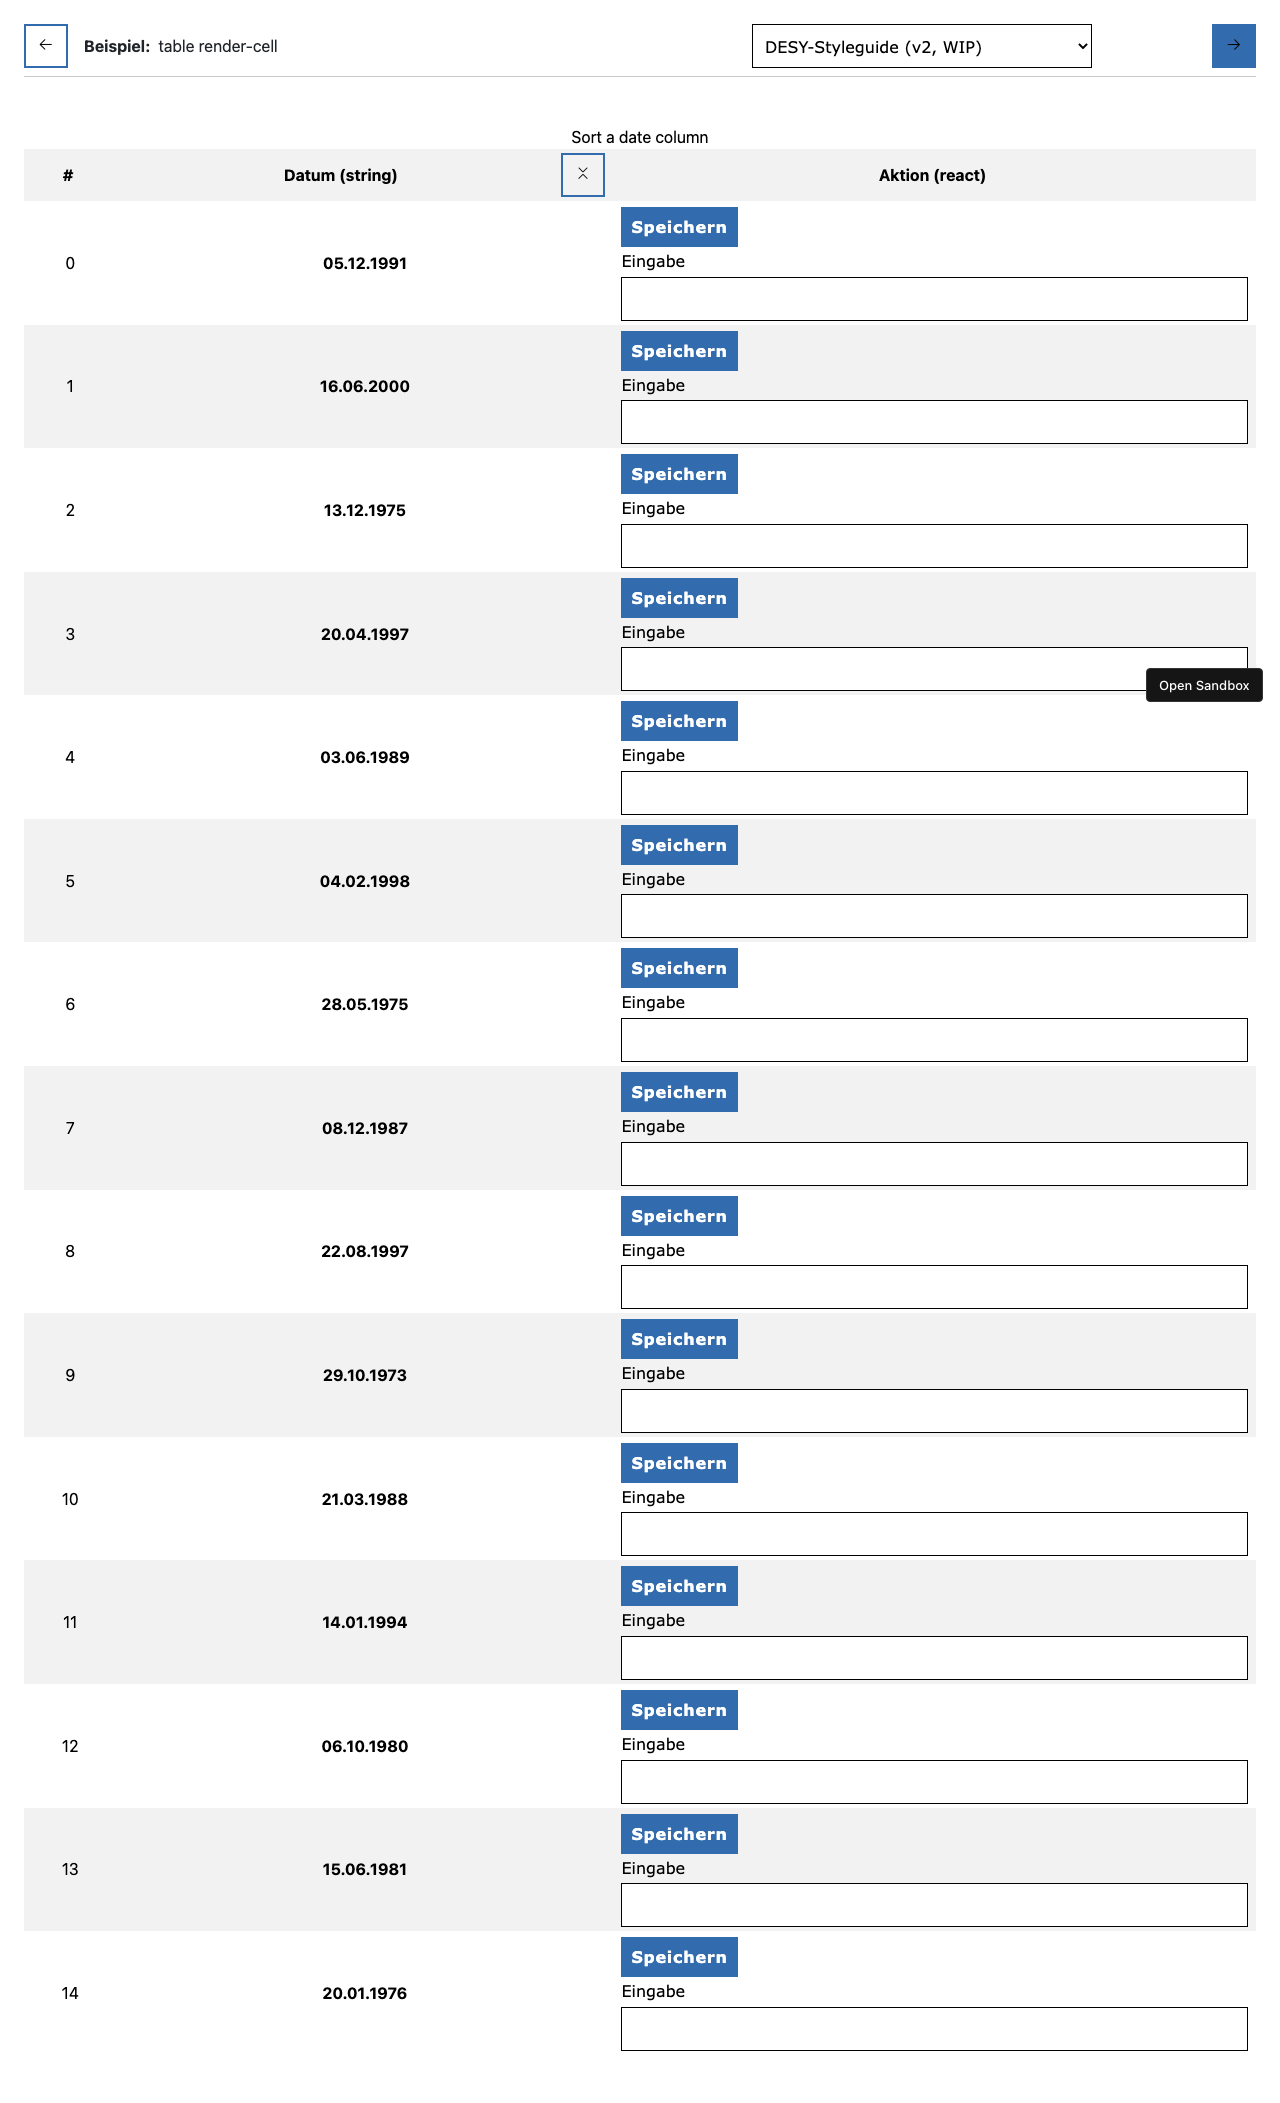 Beispiel: table render-cell
DESY-Styleguide (v2, WIP)
Sort a date column
# Datum (string) Aktion (react)
Speichern
0 05.12.1991 Eingabe
Speichern
1 16.06.2000 Eingabe
Speichern
2 13.12.1975 Eingabe
Speichern
3 20.04.1997 Eingabe
Open Sandbox
Speichern
4 03.06.1989 Eingabe
Speichern
5 04.02.1998 Eingabe
Speichern
6 28.05.1975 Eingabe
Speichern
7 08.12.1987 Eingabe
Speichern
8 22.08.1997 Eingabe
Speichern
9 29.10.1973 Eingabe
Speichern
10 21.03.1988 Eingabe
Speichern
11 14.01.1994 Eingabe
Speichern
12 06.10.1980 Eingabe
Speichern
13 15.06.1981 Eingabe
Speichern
14 20.01.1976 Eingabe